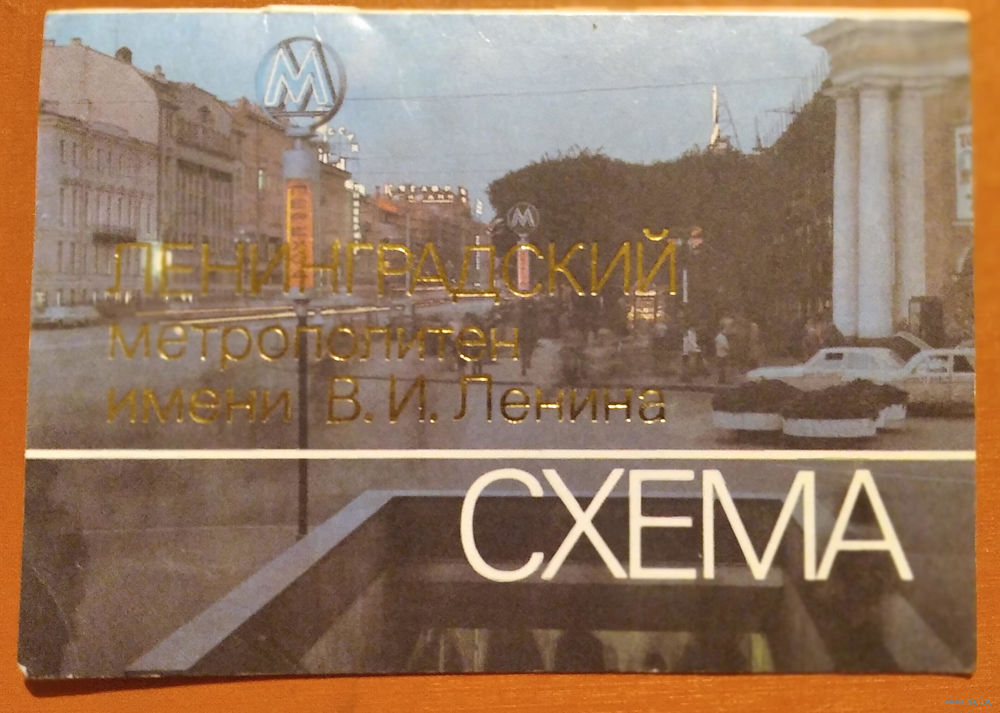 М
М
ЛЕНИНГРАДСКИЙ
метрополитен
имени В. И. Ленина
СХЕМА